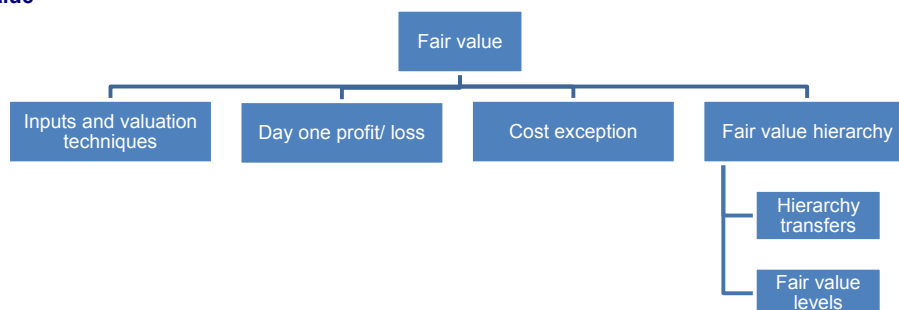 Fair value
Inputs and valuation
techniques
Day one profit/ loss
Cost exception
Fair value hierarchy
Hierarchy
transfers
Fair value
levels